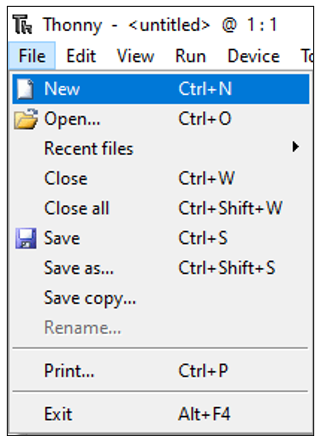 Thonny - <untitled> @ 1:1
File Edit View Run Device
New Ctrl+N
Open... Ctrl+O
Recent files
Close Ctrl+W
Close all Ctrl+Shift+W
Save Ctrl+S
Save as... Ctrl+Shift+S
Save copy...
Rename...
Print... Ctrl+P
Exit Alt+F4